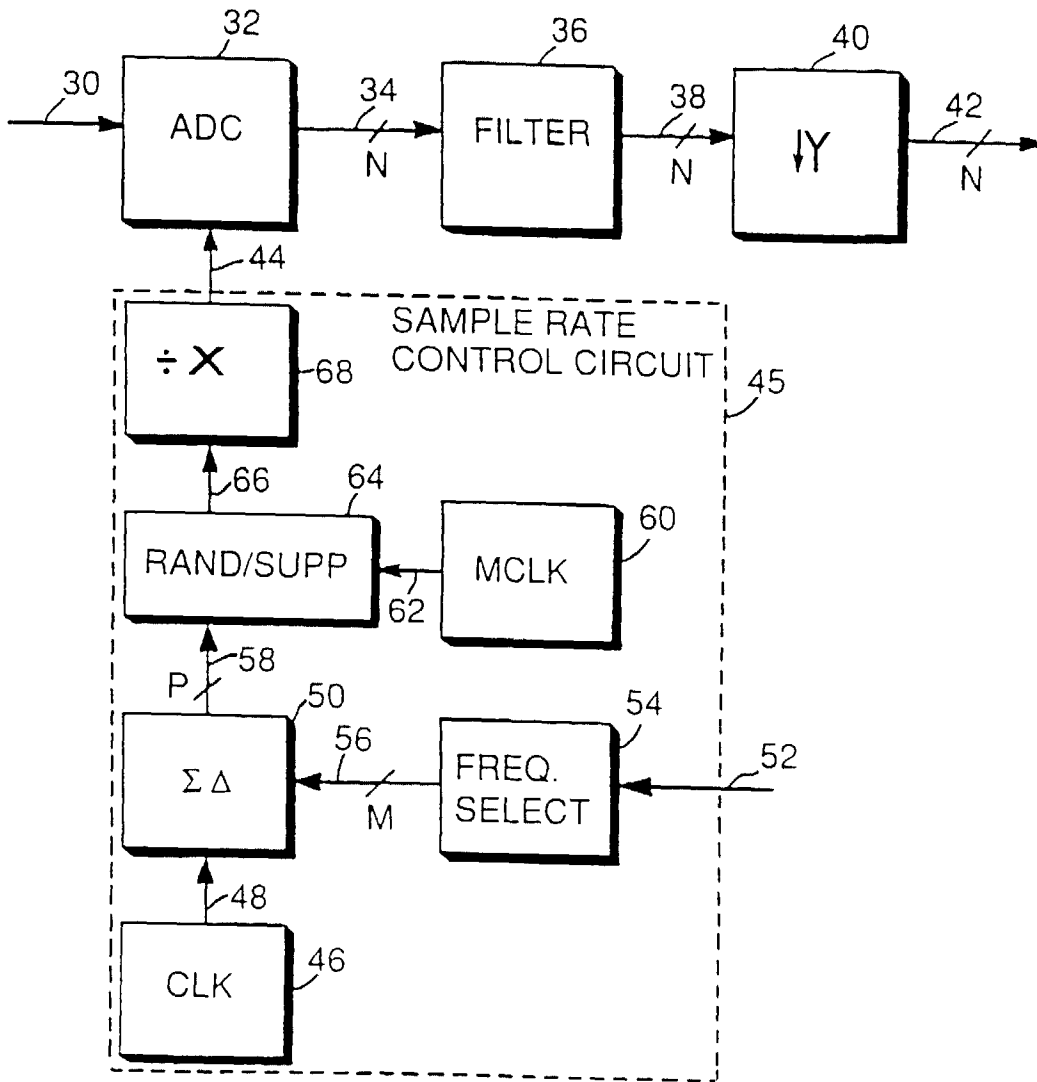 32
36
40
30
34
38
42
ADC
FILTER
↓Y
N
N
N
44
SAMPLE RATE
CONTROL CIRCUIT
÷ X
68
45
66
64
60
RAND/SUPP
MCLK
62
58
P
50
54
56
52
ΣΔ
FREQ.
SELECT
M
48
46
CLK